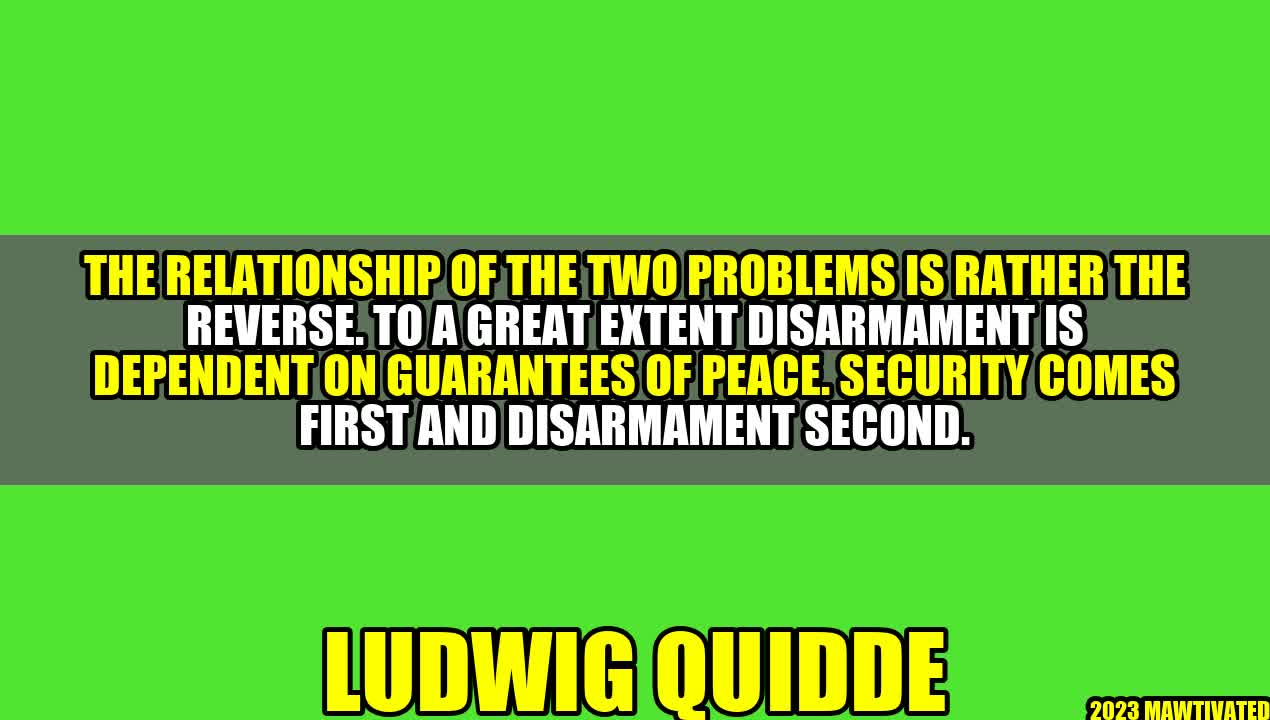 THE RELATIONSHIP OF THE TWO PROBLEMS IS RATHER THE
REVERSE. TO A GREAT EXTENT DISARMAMENT IS
DEPENDENT ON GUARANTEES OF PEACE. SECURITY COMES
FIRST AND DISARMAMENT SECOND.
LUDWIG QUIDDE
2023 MAWTIVATED